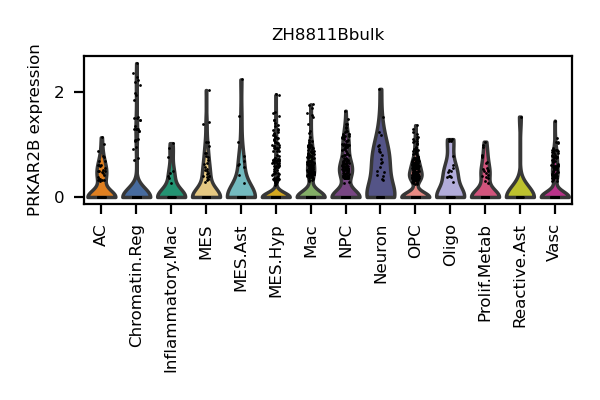 ZH8811Bbulk
PRKAR2B expression
2
0
AC
Chromatin.Reg
Inflammatory.Mac
MES
MES.Ast
MES.Hyp
Mac
NPC
Neuron
OPC
Oligo
Prolif.Metab
Reactive.Ast
Vasc